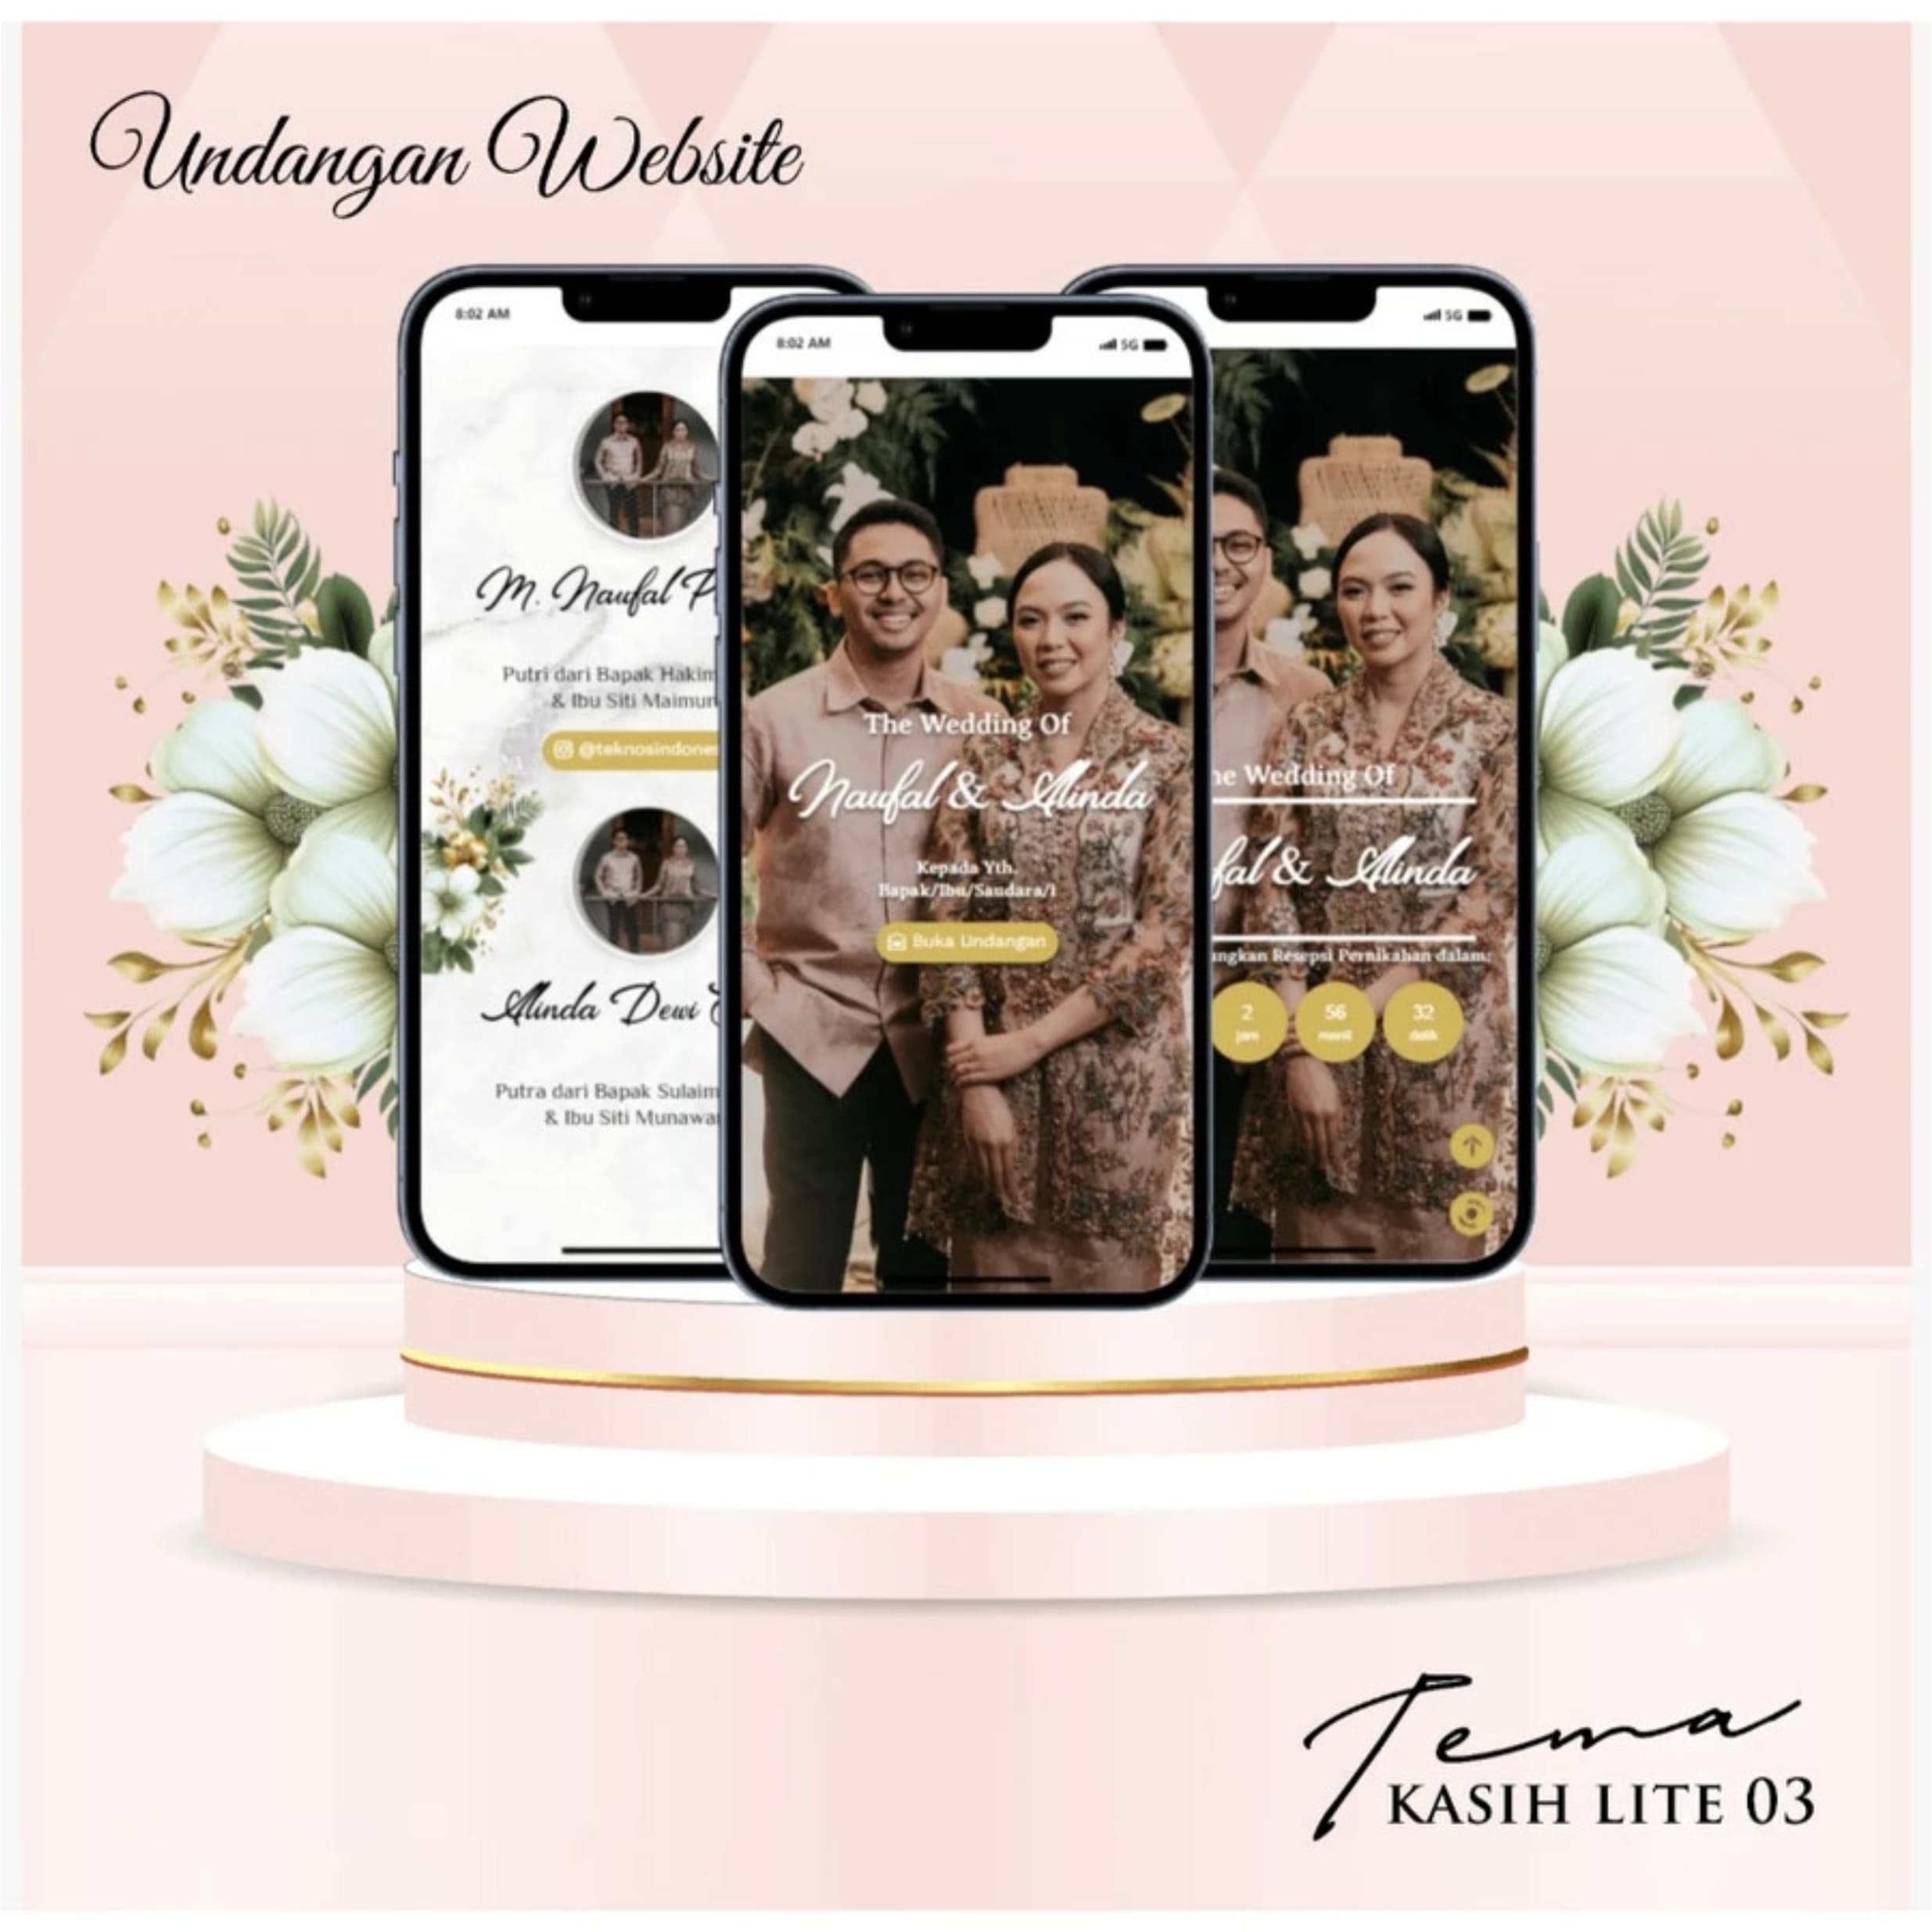 Undangan Website
8:02 AM
M. Naufal P
Putri dari Bapak Hakim
& Ibu Siti Maimun
@teknosindones
Alinda Dewi
Putra dari Bapak Sulaim
& Ibu Siti Munawa
8:02 AM
5G
The Wedding Of
Naufal & Alinda
Kepada Yth.
Bapak/Ibu/Saudara/i
Buka Undangan
5G
he Wedding Of
fal & Alinda
ungkan Resepsi Pernikahan dalam:
2 56 32
jam menit detik
Tema
KASIH LITE 03